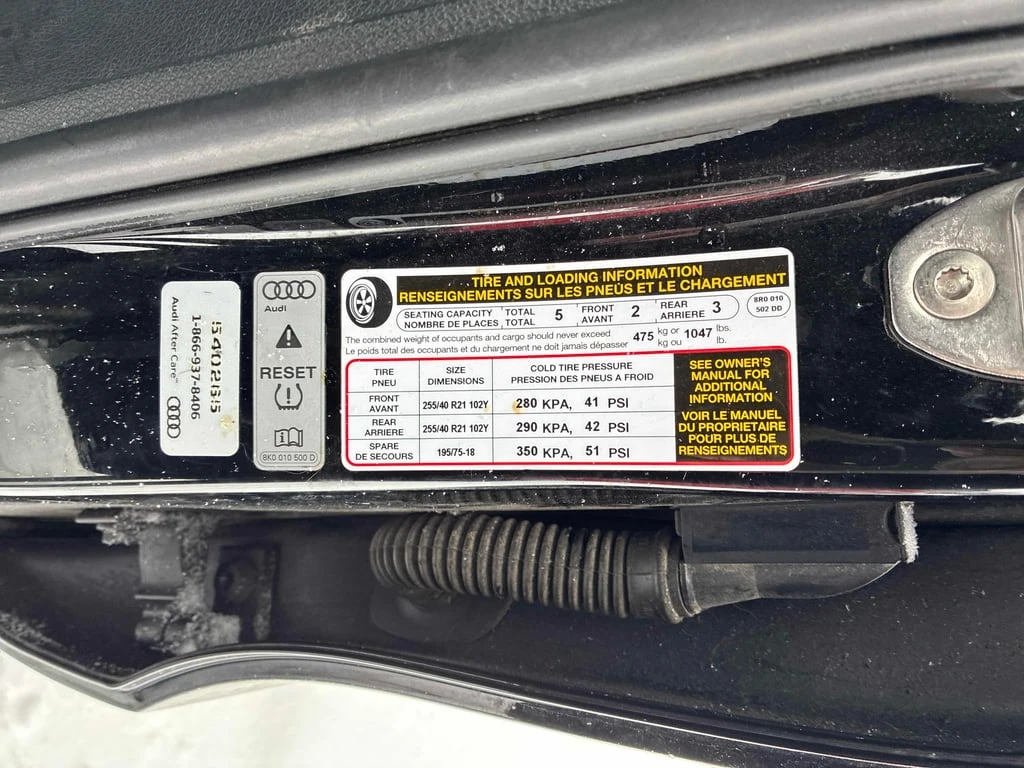 5402655
1-866-937-8406
Audi After Care
Audi
RESET
8K0 010 500 D
TIRE AND LOADING INFORMATION
RENSEIGNEMENTS SUR LES PNEUS ET LE CHARGEMENT
SEATING CAPACITY TOTAL 5 FRONT 2 REAR 3
NOMBRE DE PLACES TOTAL AVANT ARRIERE
8R0 010
502 DD
The combined weight of occupants and cargo should never exceed 475 kg or 1047 lbs.
Le poids total des occupants et du chargement ne doit jamais dépasser kg ou lb.
TIRE SIZE COLD TIRE PRESSURE
PNEU DIMENSIONS PRESSION DES PNEUS A FROID
FRONT
AVANT 255/40 R21 102Y 280 KPA, 41 PSI
REAR
ARRIERE 255/40 R21 102Y 290 KPA, 42 PSI
SPARE
DE SECOURS 195/75-18 350 KPA, 51 PSI
SEE OWNER'S
MANUAL FOR
ADDITIONAL
INFORMATION
VOIR LE MANUEL
DU PROPRIETAIRE
POUR PLUS DE
RENSEIGNEMENTS